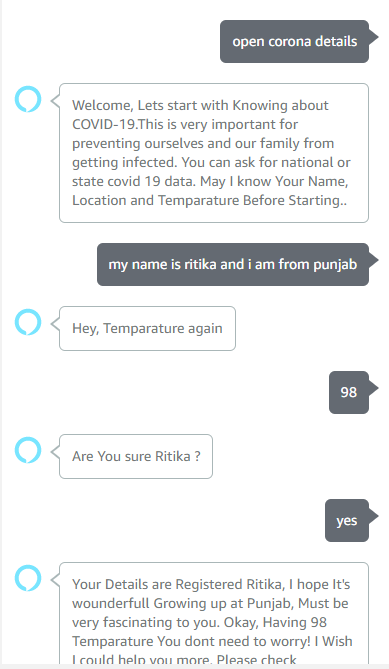 open corona details
Welcome, Lets start with Knowing about
COVID-19.This is very important for
preventing ourselves and our family from
getting infected. You can ask for national or
state covid 19 data. May I know Your Name,
Location and Temparature Before Starting..
my name is ritika and i am from punjab
Hey, Temparature again
98
Are You sure Ritika ?
yes
Your Details are Registered Ritika, I hope It's
wounderfull Growing up at Punjab, Must be
very fascinating to you. Okay, Having 98
Temparature You dont need to worry! I Wish
I could help you more. Please check